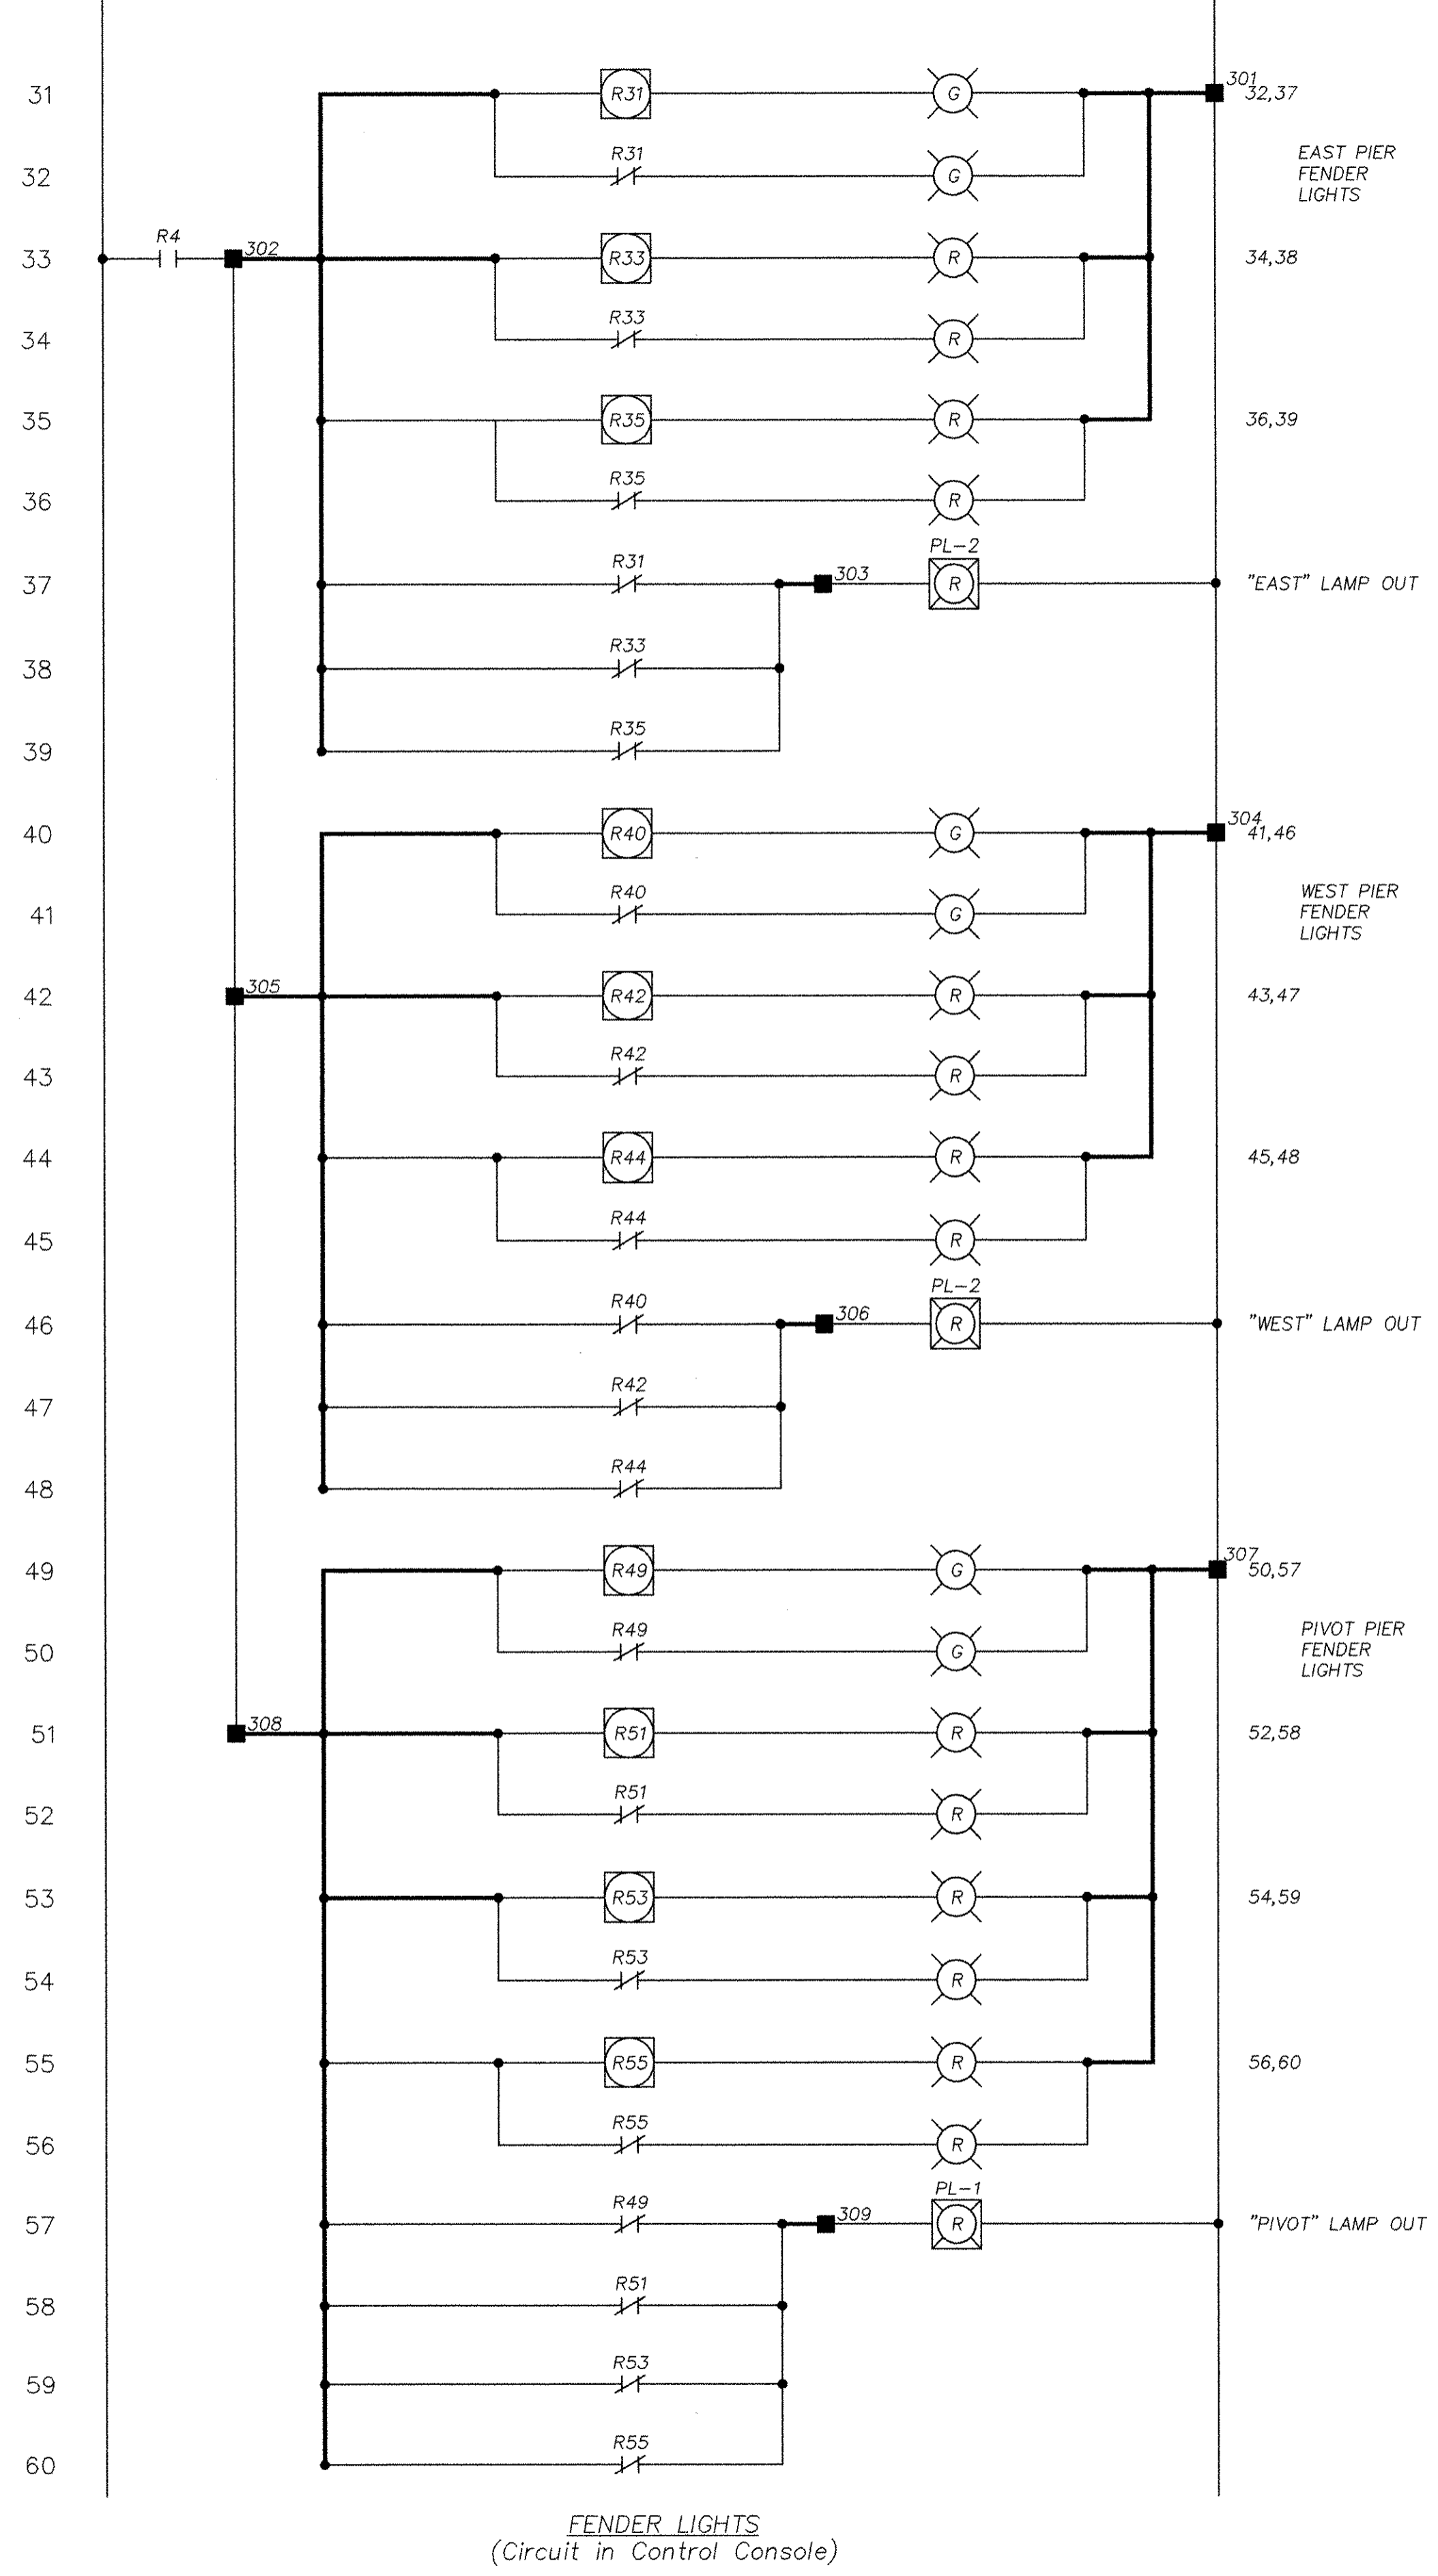 301
31 R31 G 32,37
EAST PIER
FENDER
LIGHTS
R31
32 G
R4 302
33 R33 R 34,38
R33
34 R
35 R35 R 36,39
R35
36 R
R31 303 PL-2
37 R "EAST" LAMP OUT
R33
38
R35
39
304
40 R40 G 41,46
WEST PIER
FENDER
LIGHTS
R40
41 G
305
42 R42 R 43,47
R42
43 R
44 R44 R 45,48
R44
45 R
R40 306 PL-2
46 R "WEST" LAMP OUT
R42
47
R44
48
307
49 R49 G 50,57
PIVOT PIER
FENDER
LIGHTS
R49
50 G
308
51 R51 R 52,58
R51
52 R
53 R53 R 54,59
R53
54 R
55 R55 R 56,60
R55
56 R
R49 309 PL-1
57 R "PIVOT" LAMP OUT
R51
58
R53
59
R55
60
FENDER LIGHTS
(Circuit in Control Console)